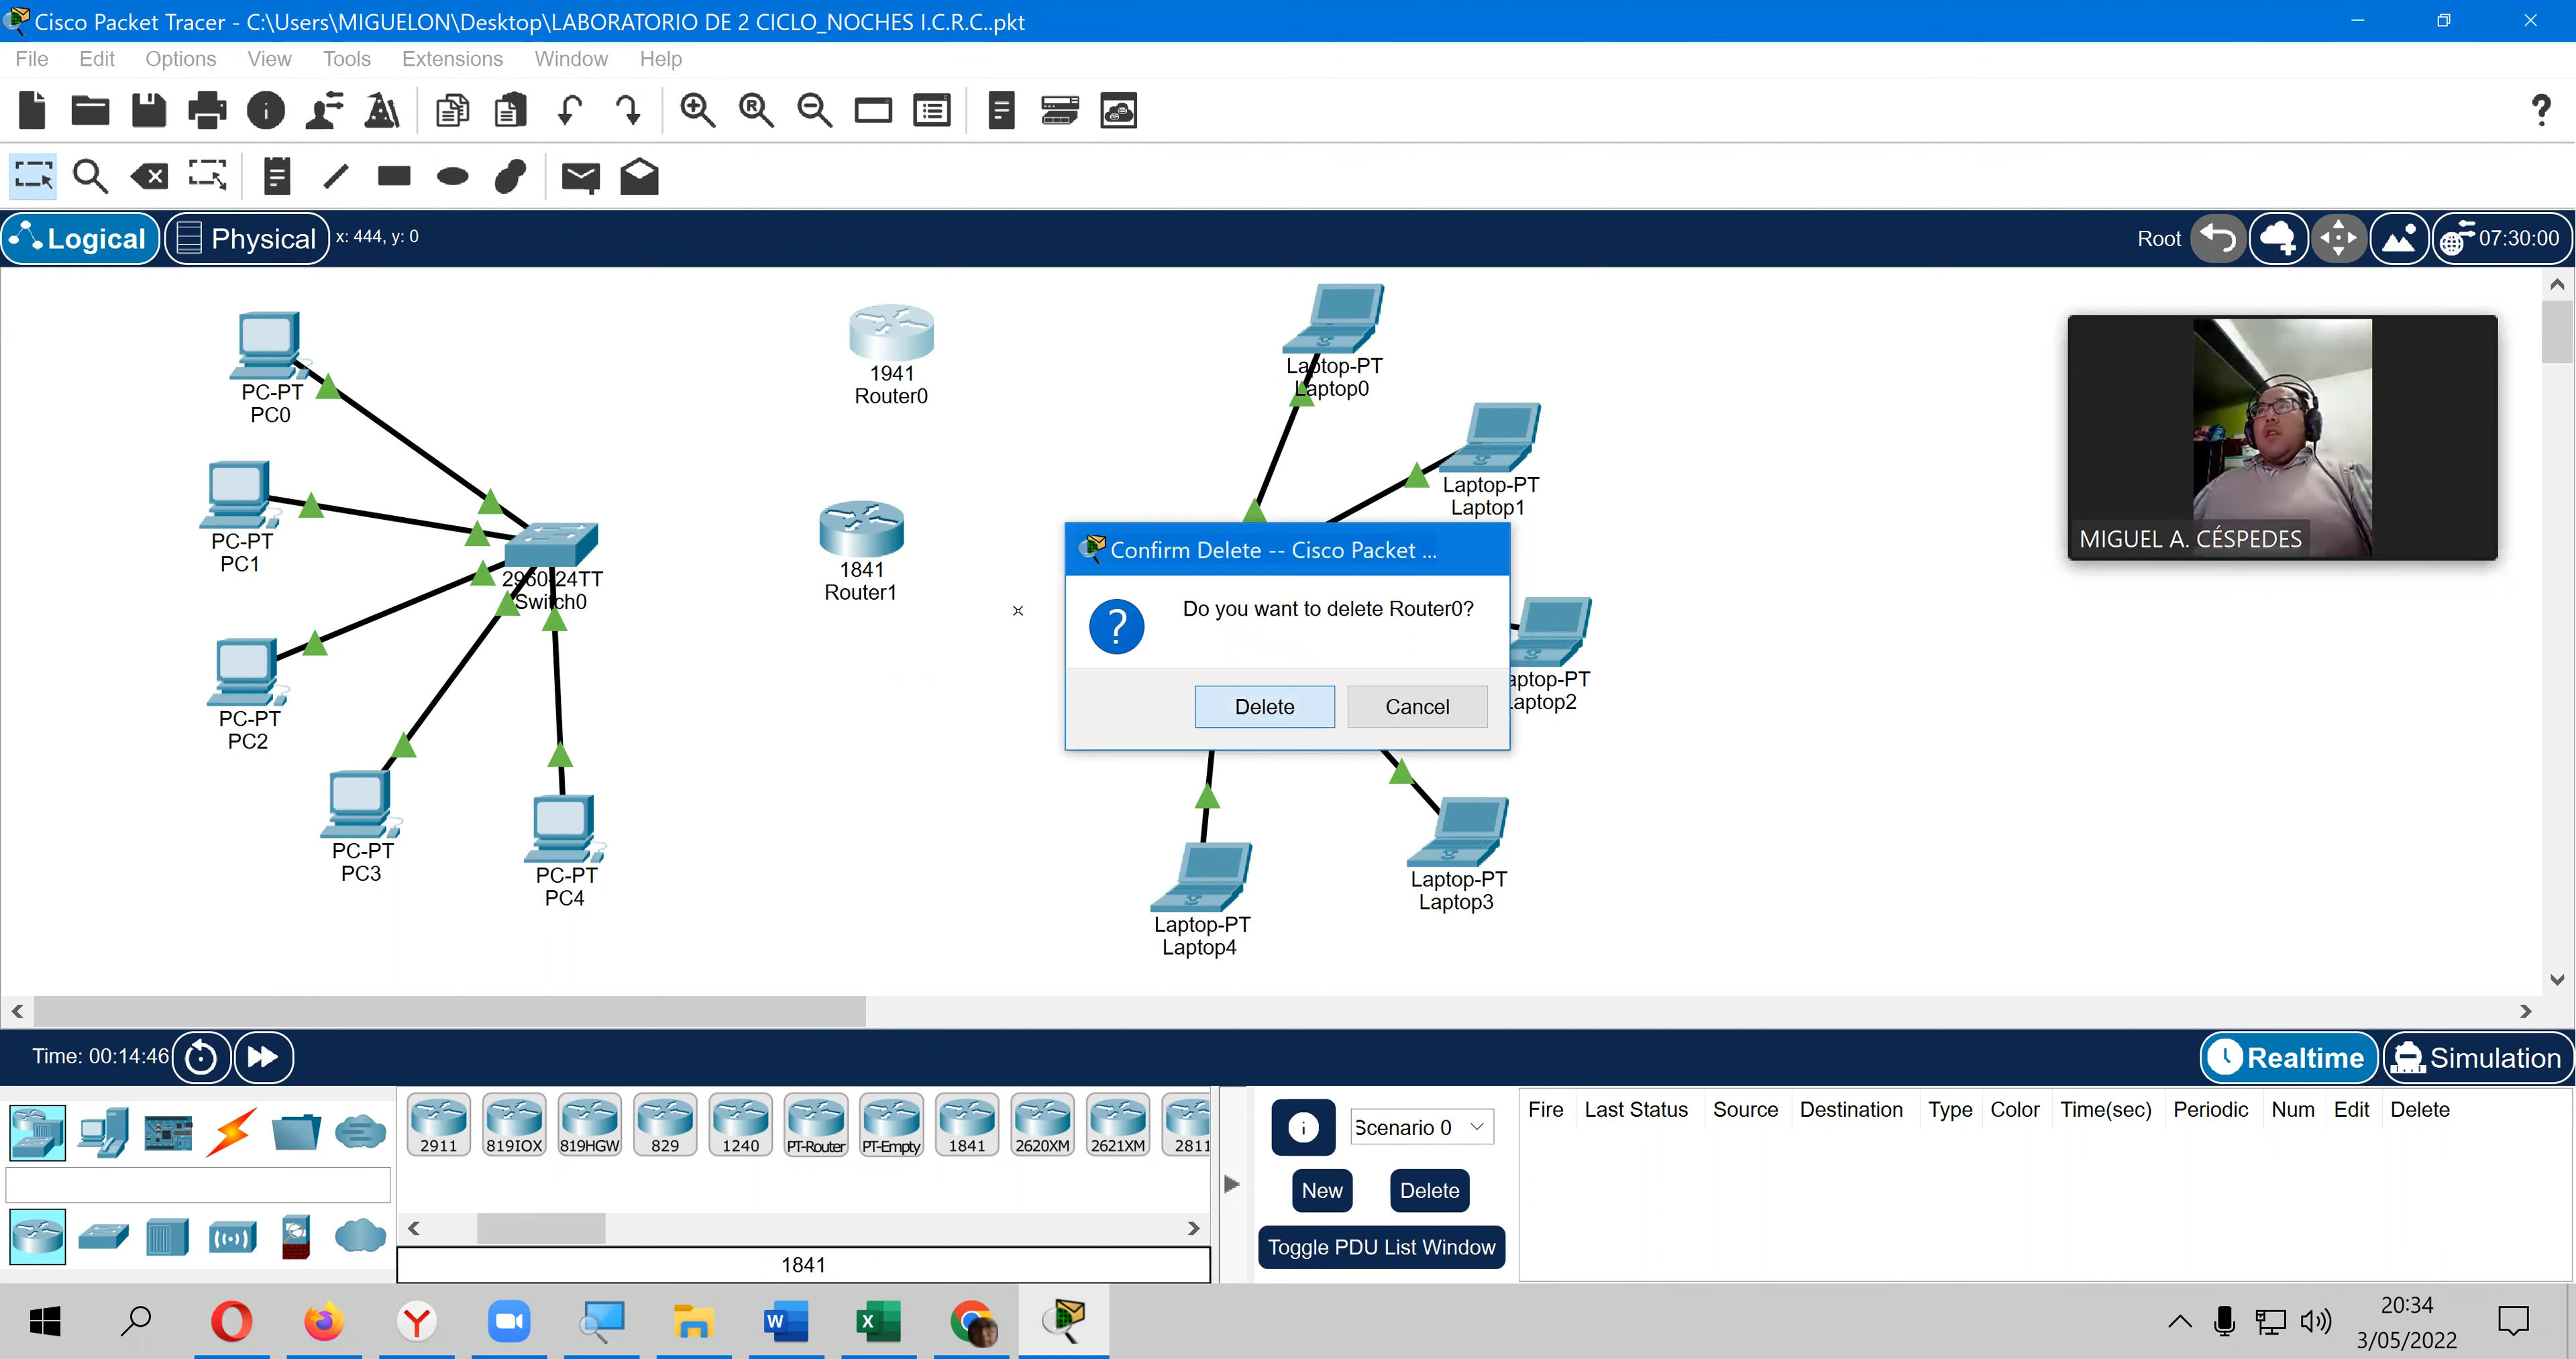 Cisco Packet Tracer - C:\Users\MIGUELON\Desktop\LABORATORIO DE 2 CICLO_NOCHES I.C.R.C..pkt
File Edit Options View Tools Extensions Window Help
Logical Physical x: 444, y: 0 Root 07:30:00
PC-PT
PC0
PC-PT
PC1
PC-PT
PC2
PC-PT
PC3
PC-PT
PC4
2960-24TT
Switch0
1941
Router0
1841
Router1
Laptop-PT
Laptop0
Laptop-PT
Laptop1
aptop-PT
aptop2
Laptop-PT
Laptop3
Laptop-PT
Laptop4
Confirm Delete -- Cisco Packet ...
Do you want to delete Router0?
Delete Cancel
MIGUEL A. CÉSPEDES
Time: 00:14:46 Realtime Simulation
2911 819IOX 819HGW 829 1240 PT-Router PT-Empty 1841 2620XM 2621XM 2811
1841
Scenario 0
New Delete
Toggle PDU List Window
Fire Last Status Source Destination Type Color Time(sec) Periodic Num Edit Delete
20:34
3/05/2022